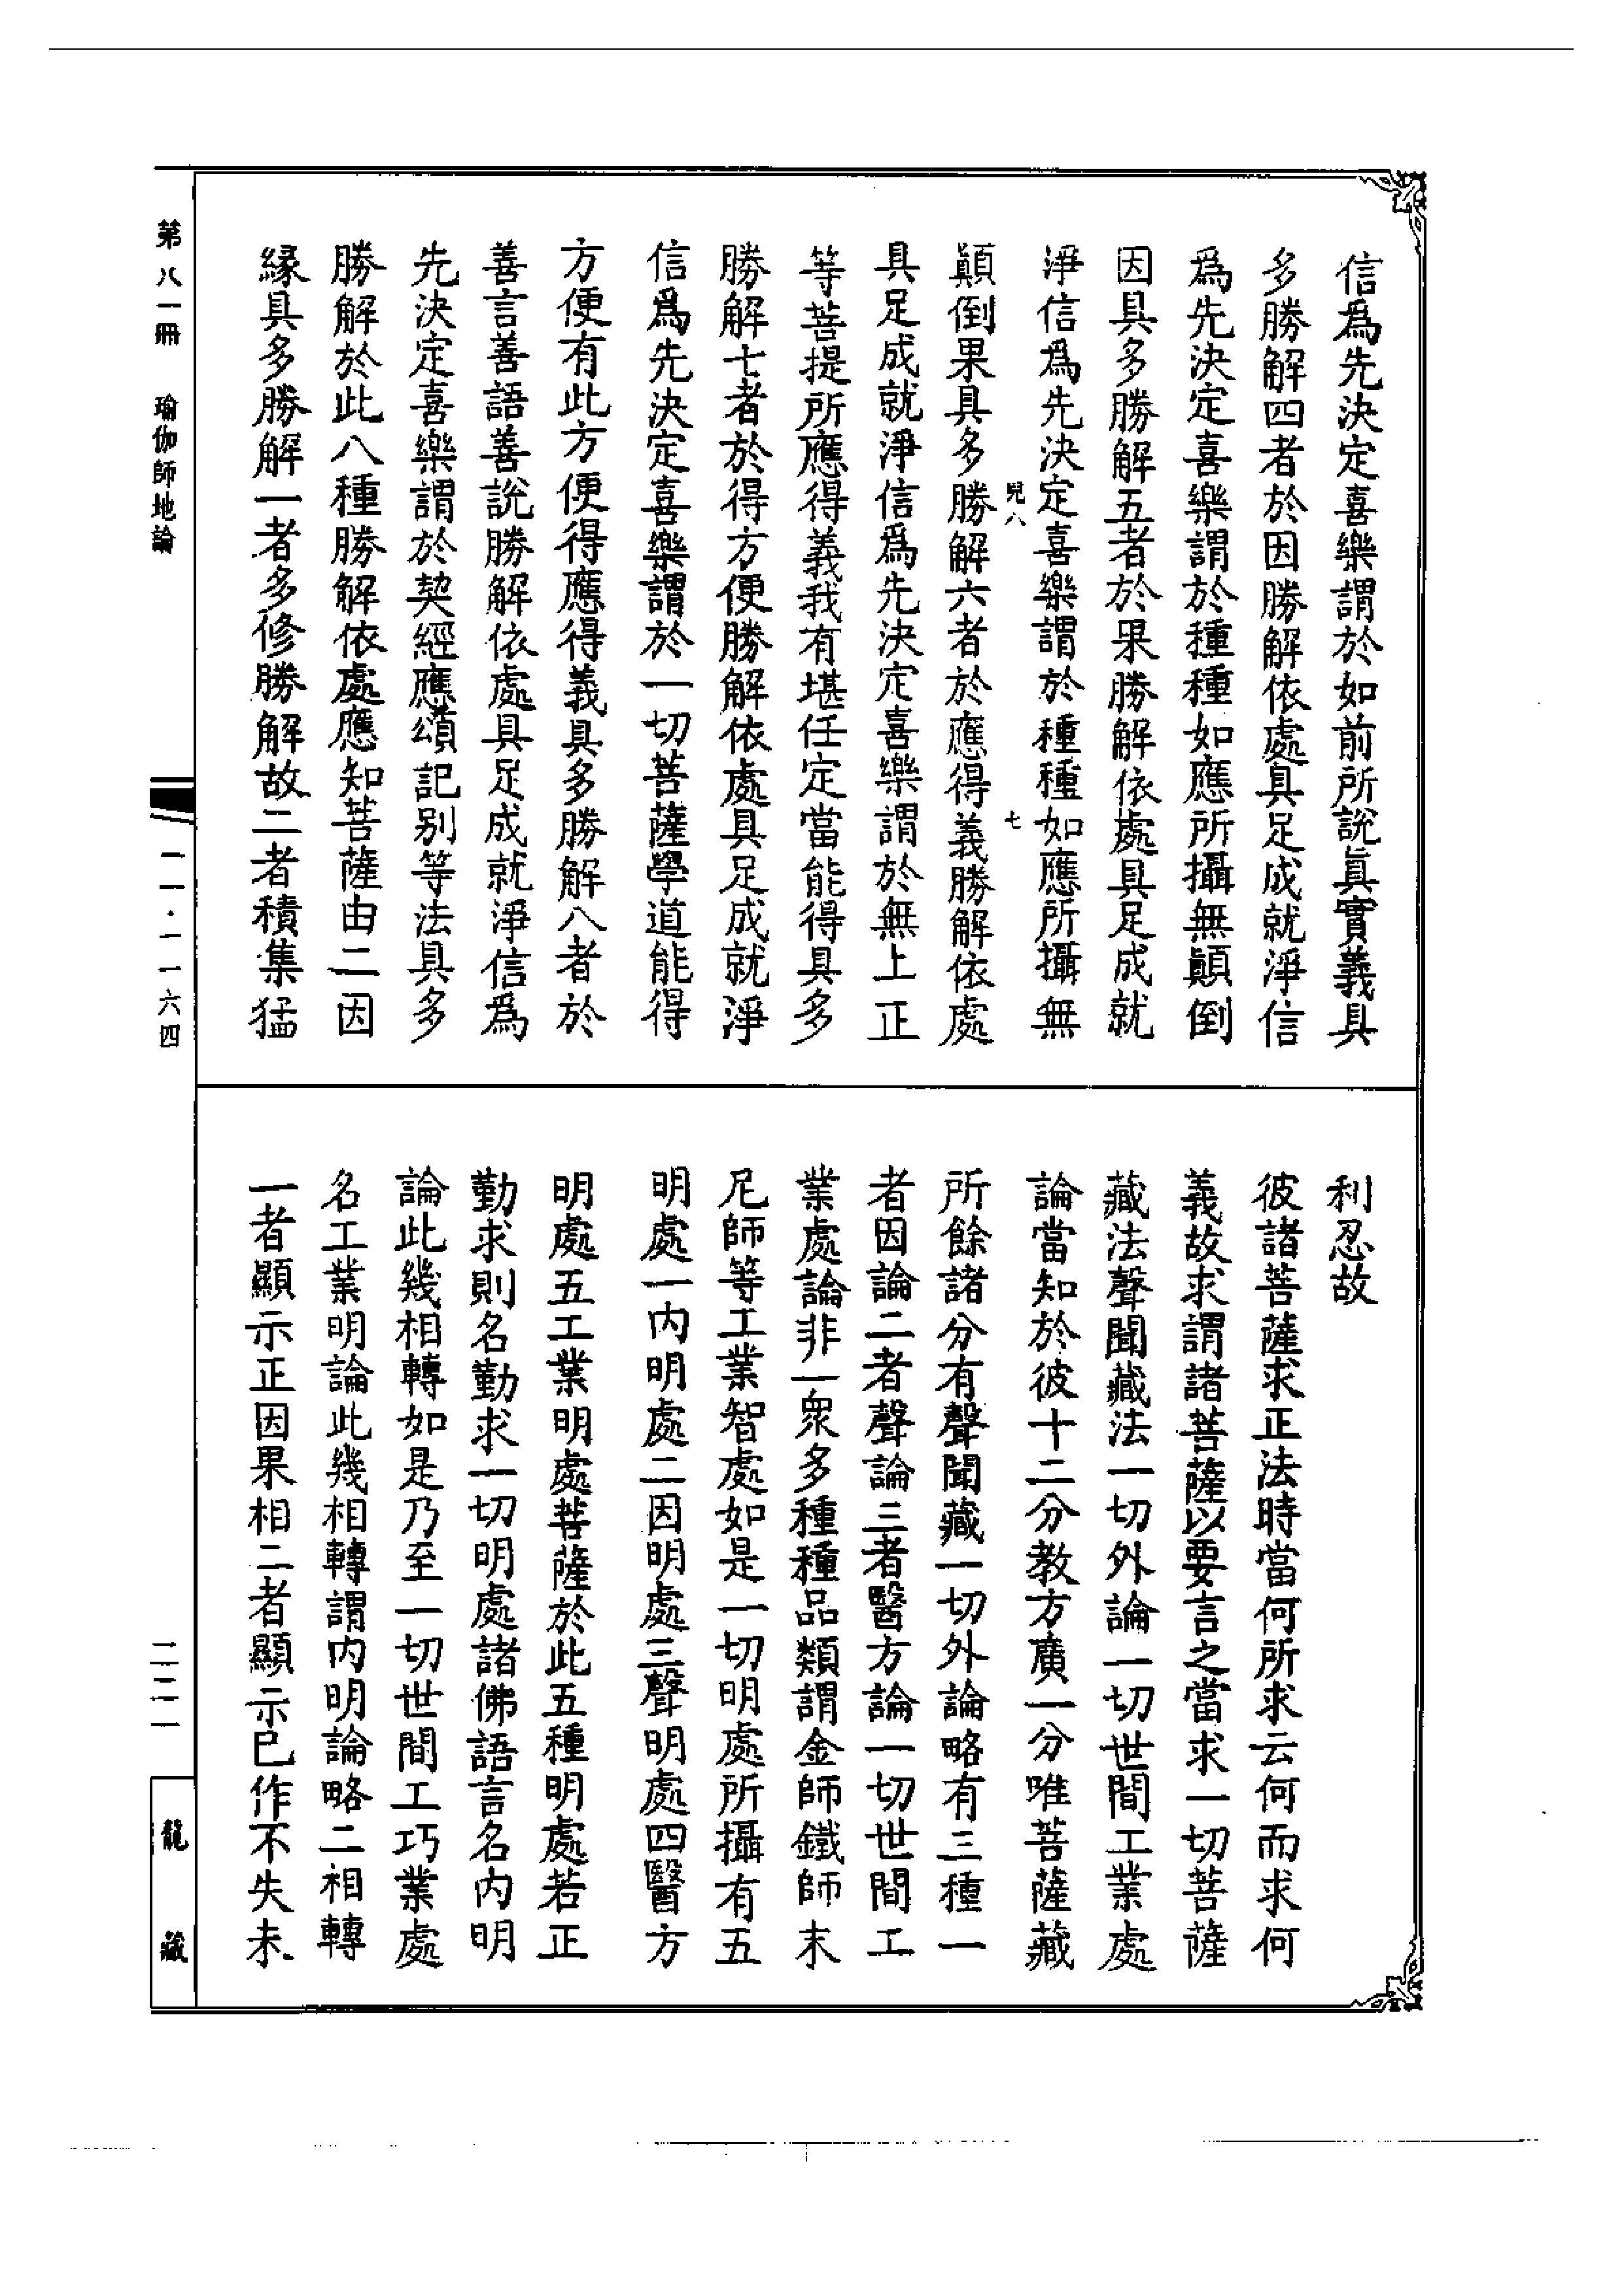 信爲先決定喜樂謂於如前所說眞實義具
多勝解四者於因勝解依處具足成就淨信
爲先決定喜樂謂於種種如應所攝無顚倒
因具多勝解五者於果勝解依處具足成就
淨信爲先決定喜樂謂於種種如應所攝無
兒八
七
顚倒果具多勝解六者於應得義勝解依處
具足成就淨信爲先決定喜樂謂於無上正
等菩提所應得義我有堪任定當能得具多
勝解七者於得方便勝解依處具足成就淨
信爲先決定喜樂謂於一切菩薩學道能得
方便有此方便得應得義具多勝解八者於
善言善語善說勝解依處具足成就淨信爲
先決定喜樂謂於契經應頌記别等法具多
勝解於此八種勝解依處應知菩薩由二因
緣具多勝解一者多修勝解故二者積集猛
利忍故
彼諸菩薩求正法時當何所求云何而求何
義故求謂諸菩薩以要言之當求一切菩薩
藏法聲聞藏法一切外論一切世間工業處
論當知於彼十二分教方廣一分唯菩薩藏
所餘諸分有聲聞藏一切外論略有三種一
者因論二者聲論三者醫方論一切世間工
業處論非一衆多種種品類謂金師鐵師末
尼師等工業智處如是一切明處所攝有五
明處一内明處二因明處三聲明處四醫方
明處五工業明處菩薩於此五種明處若正
勤求則名勤求一切明處諸佛語言名内明
論此幾相轉如是乃至一切世間工巧業處
名工業明論此幾相轉謂内明論略二相轉
一者顯示正因果相二者顯示已作不失未
第八一冊 瑜伽師地論
一一·一一六四
二二一
龍藏